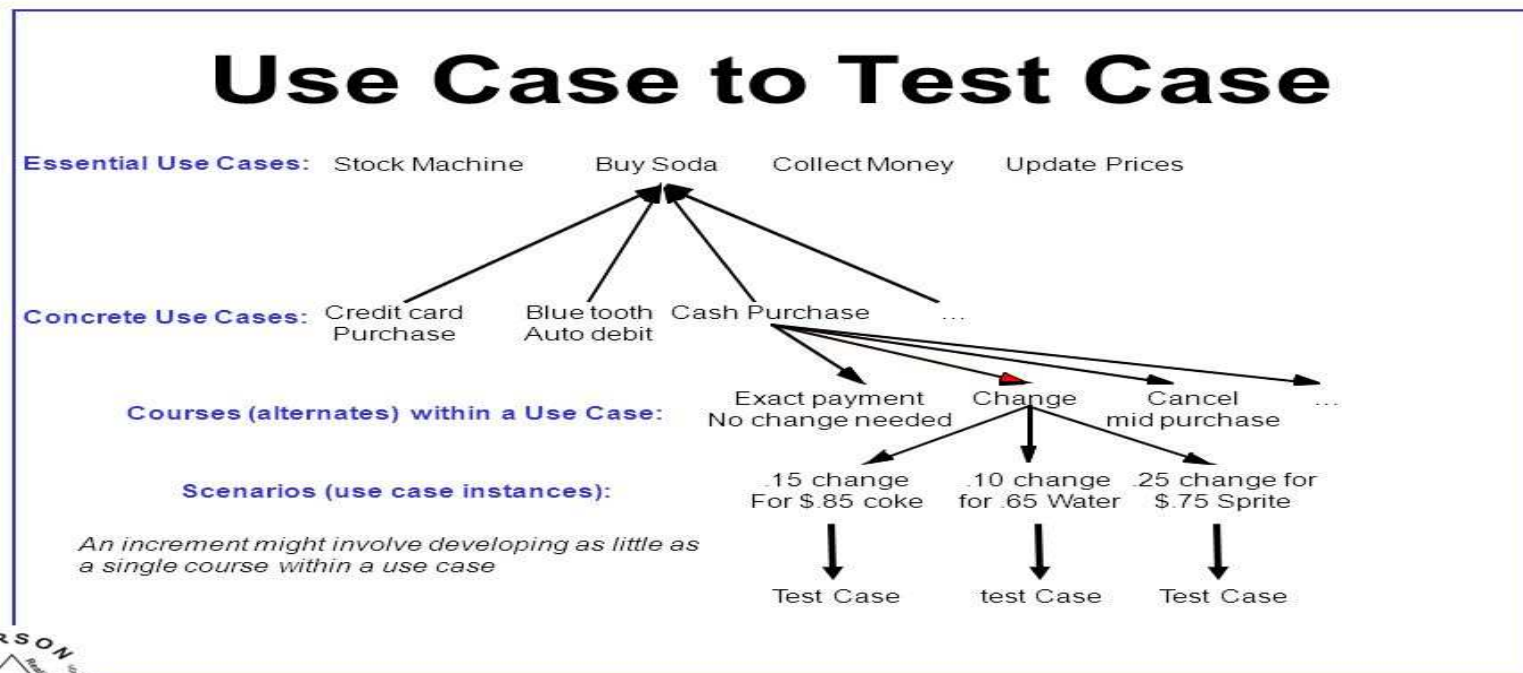 Use Case to Test Case
Essential Use Cases: Stock Machine Buy Soda Collect Money Update Prices
Concrete Use Cases: Credit card Purchase Blue tooth Auto debit Cash Purchase ...
Courses (alternates) within a Use Case: Exact payment No change needed Change Cancel mid purchase ...
Scenarios (use case instances): .15 change For $.85 coke .10 change for .65 Water .25 change for $.75 Sprite
An increment might involve developing as little as
a single course within a use case
Test Case test Case Test Case